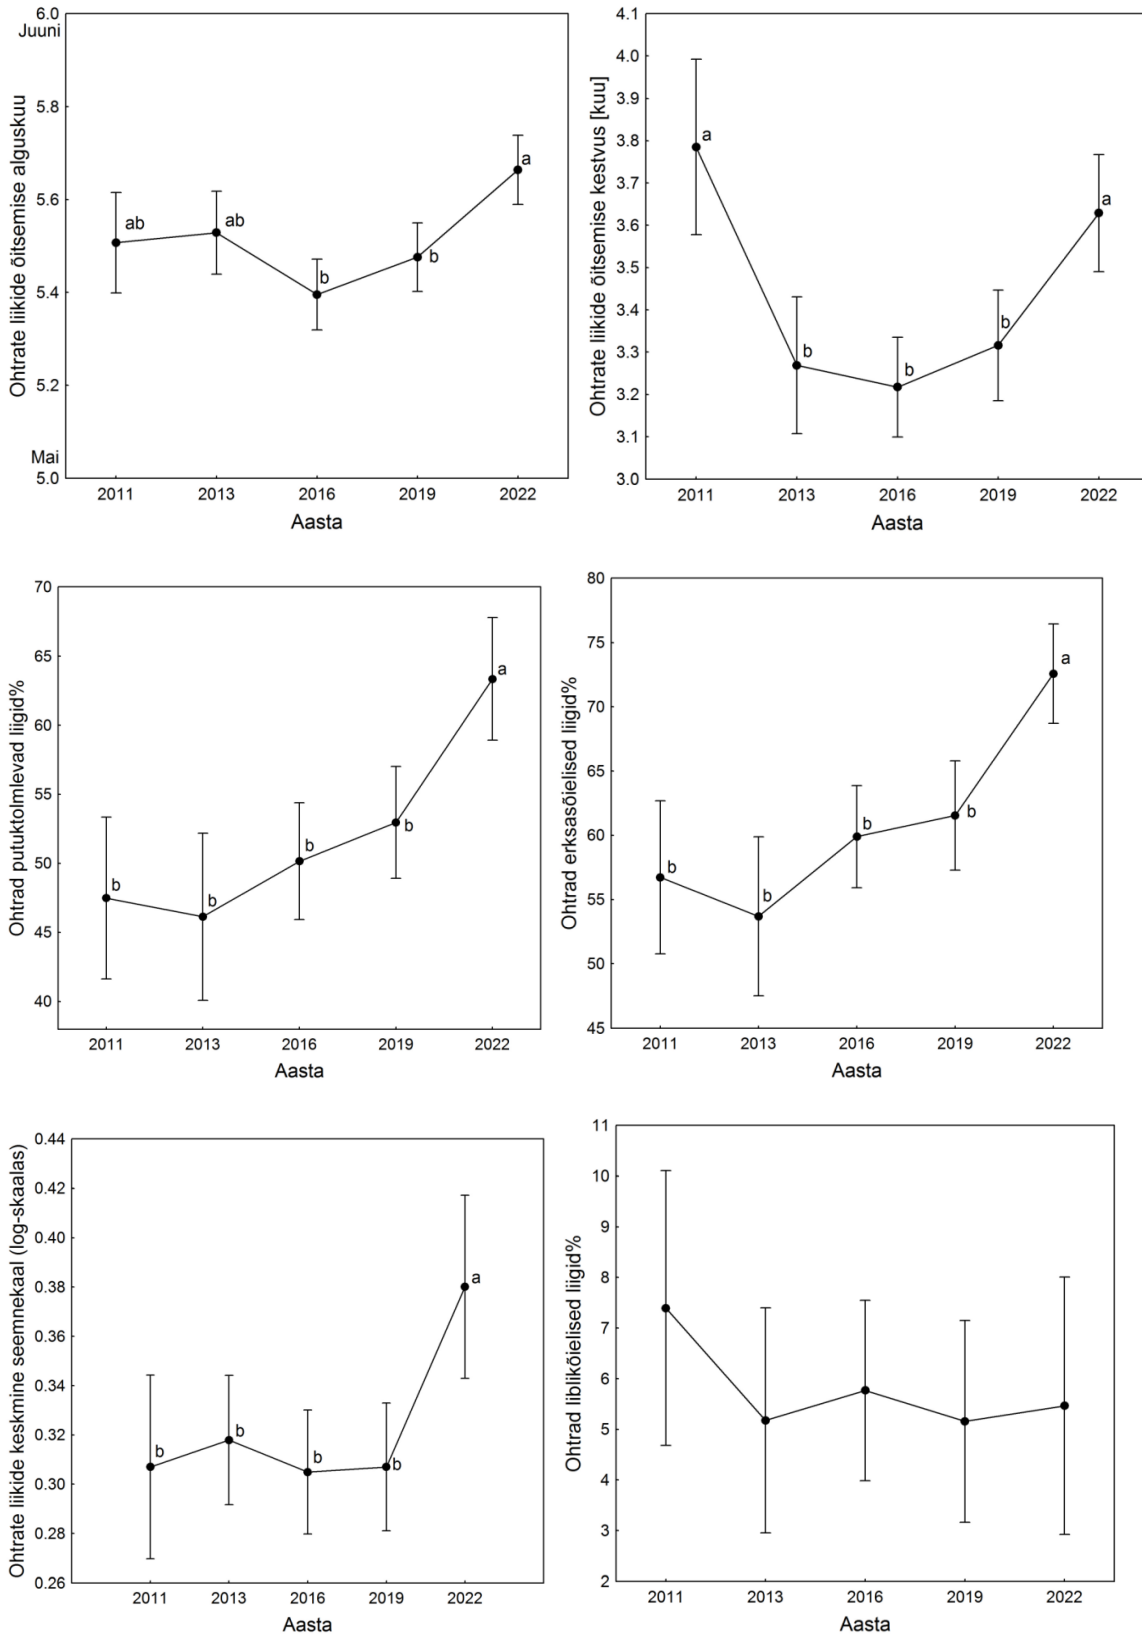 Ohtrate liikide õitsemise alguskuu
6.0
Juuni
5.8
5.6
5.4
5.2
Mai
5.0
ab
ab
b
b
a
2011
2013
2016
2019
2022
Aasta
Ohtrate liikide õitsemise kestvus [kuu]
4.1
4.0
3.9
3.8
3.7
3.6
3.5
3.4
3.3
3.2
3.1
3.0
a
b
b
b
a
2011
2013
2016
2019
2022
Aasta
Ohtrad putuktolmlevad liigid%
70
65
60
55
50
45
40
b
b
b
b
a
2011
2013
2016
2019
2022
Aasta
Ohtrad erksasõielised liigid%
80
75
70
65
60
55
50
45
b
b
b
b
a
2011
2013
2016
2019
2022
Aasta
Ohtrate liikide keskmine seemnekaal (log-skaalas)
0.44
0.42
0.40
0.38
0.36
0.34
0.32
0.30
0.28
0.26
b
b
b
b
a
2011
2013
2016
2019
2022
Aasta
Ohtrad liblikõielised liigid%
11
10
9
8
7
6
5
4
3
2
2011
2013
2016
2019
2022
Aasta